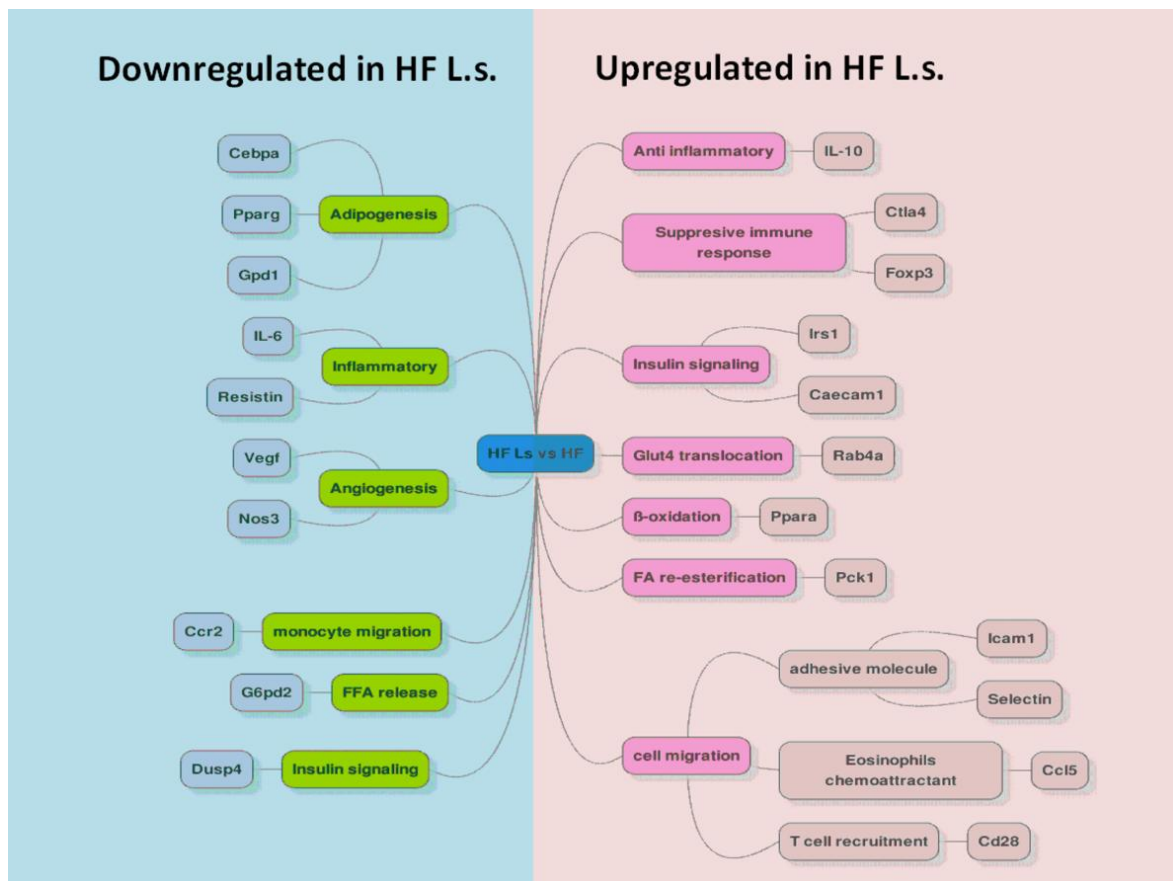 Downregulated in HF L.s.
Upregulated in HF L.s.
Cebpa
Pparg
Gpd1
Adipogenesis
IL-6
Resistin
Inflammatory
Vegf
Nos3
Angiogenesis
Ccr2
monocyte migration
G6pd2
FFA release
Dusp4
Insulin signaling
HF Ls vs HF
Anti inflammatory
IL-10
Suppresive immune
response
Ctla4
Foxp3
Insulin signaling
Irs1
Caecam1
Glut4 translocation
Rab4a
ß-oxidation
Ppara
FA re-esterification
Pck1
cell migration
adhesive molecule
Icam1
Selectin
Eosinophils
chemoattractant
Ccl5
T cell recruitment
Cd28